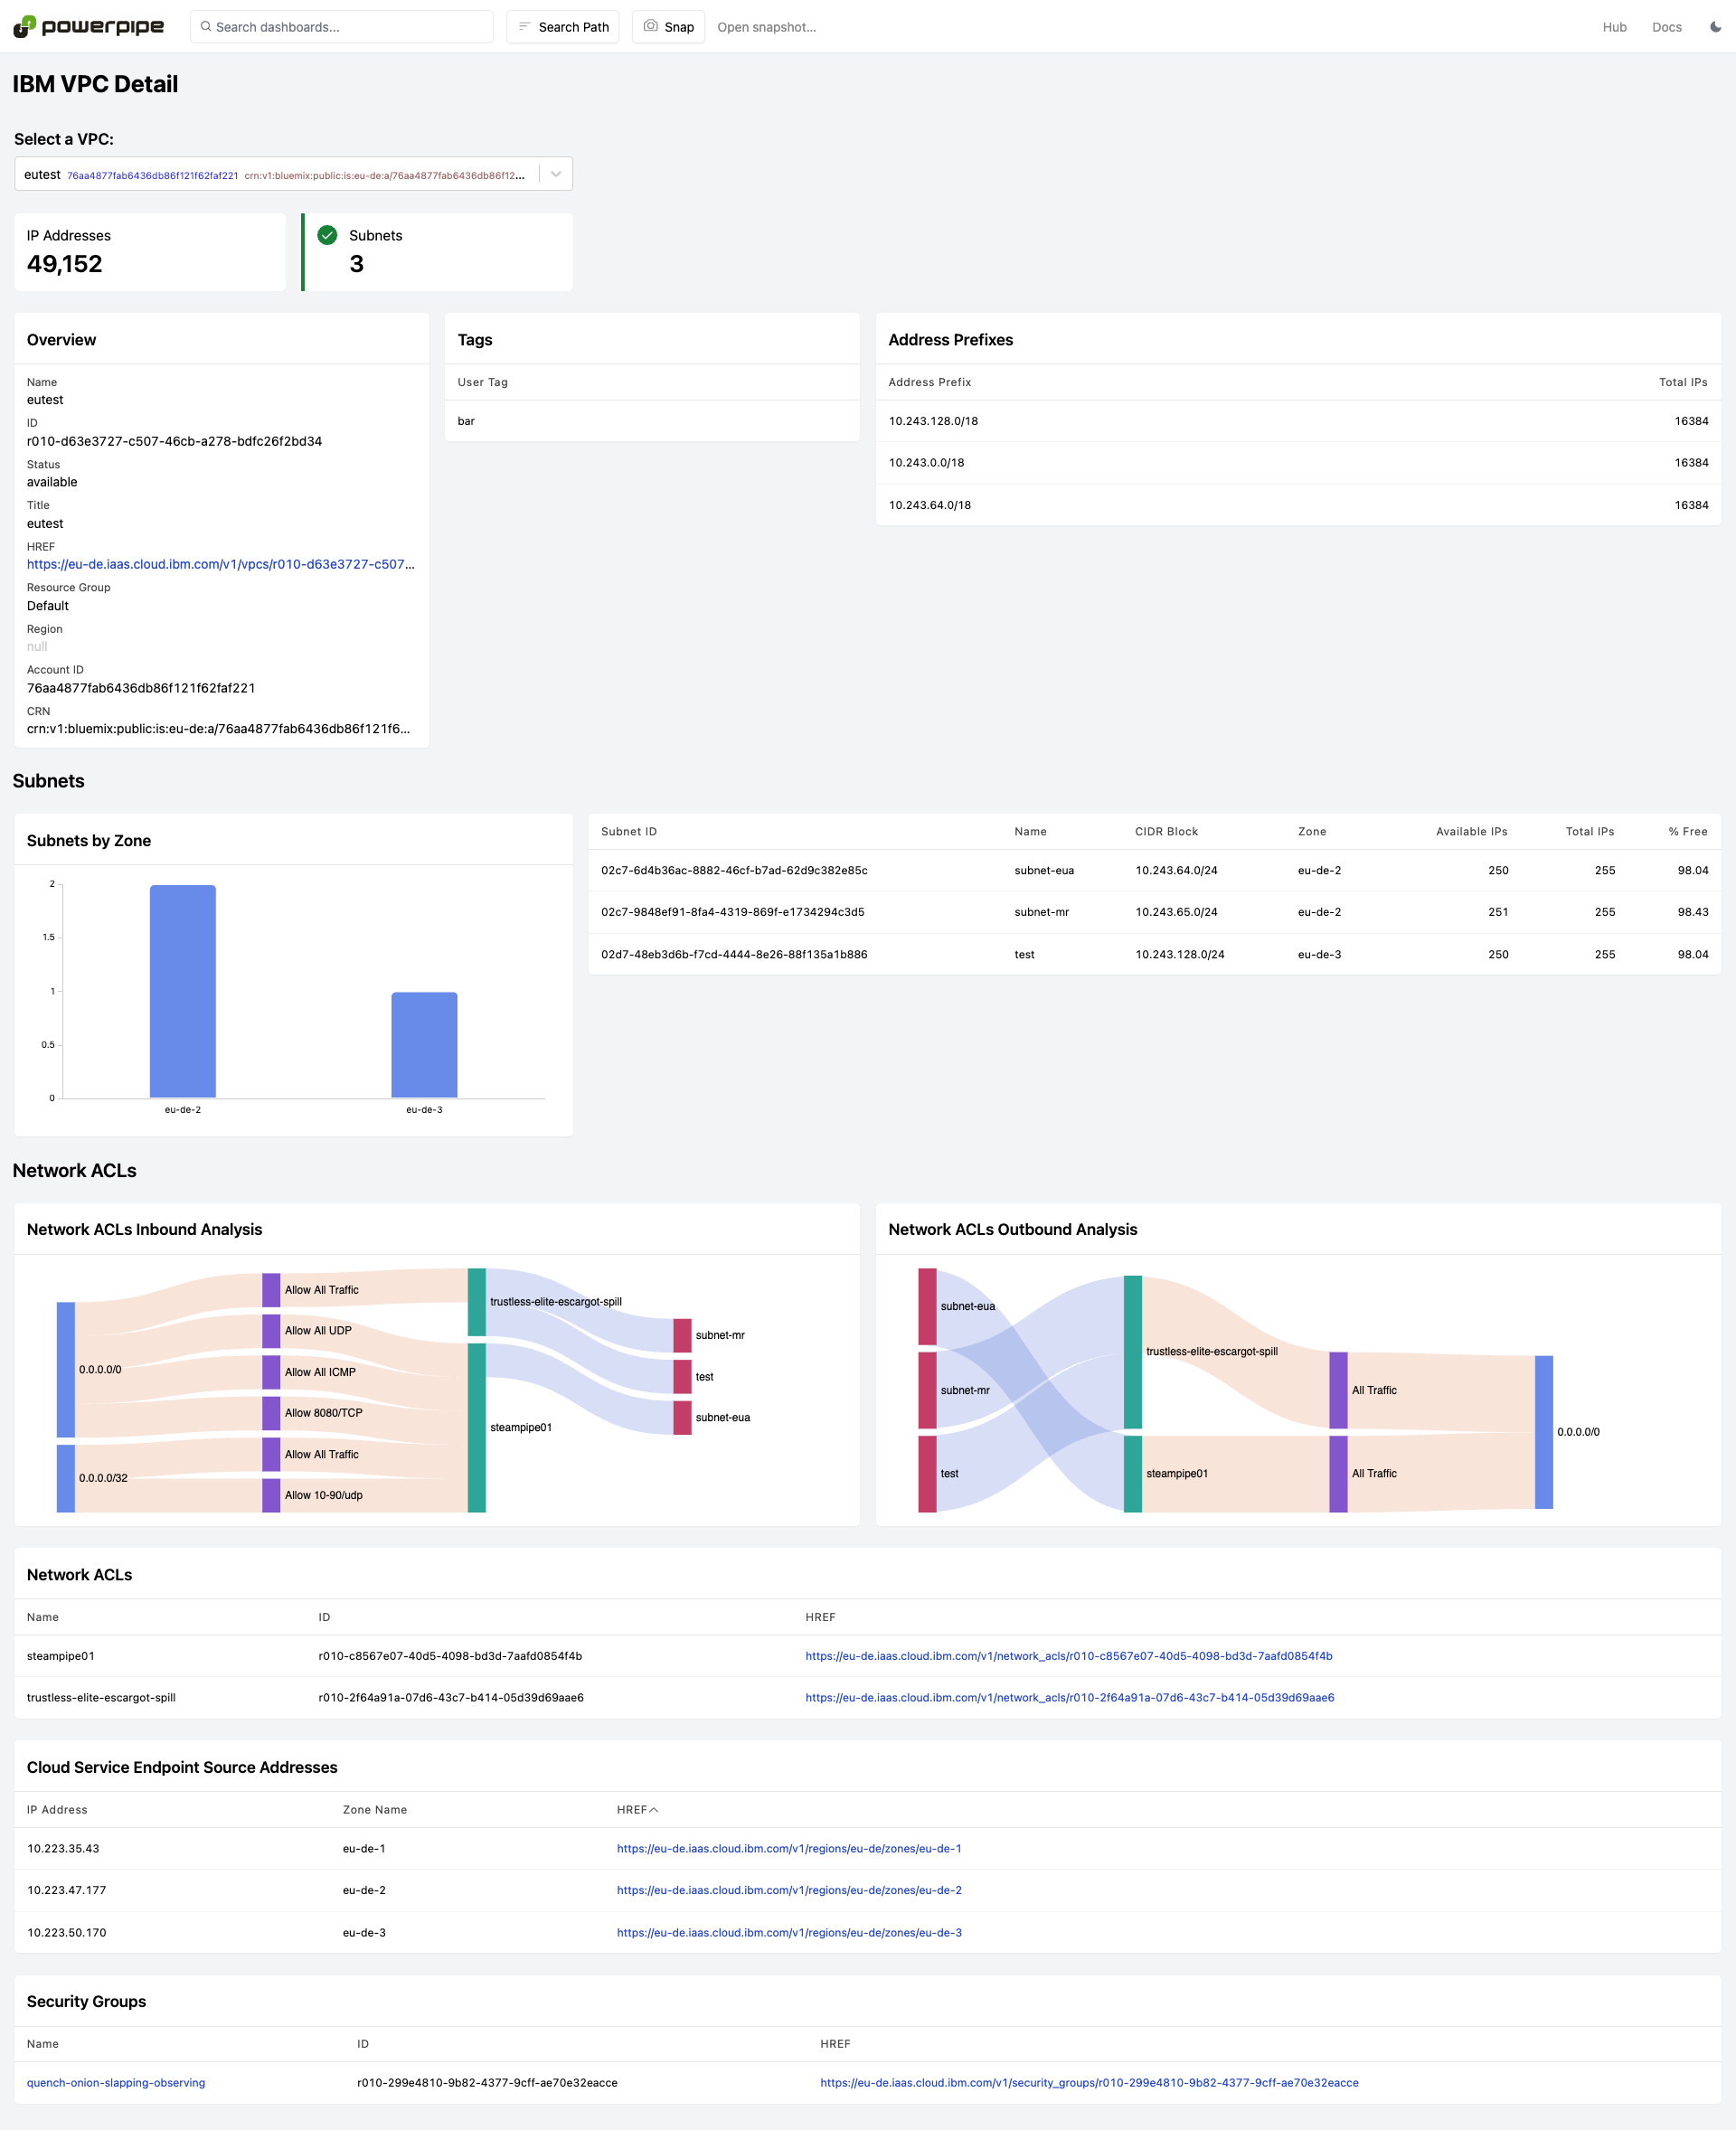 powerpipe
Search dashboards...
Search Path
Snap
Open snapshot...
Hub
Docs
IBM VPC Detail
Select a VPC:
eutest 76aa4877fab6436db86f121f62faf221 crn:v1:bluemix:public:is:eu-de:a/76aa4877fab6436db86f12...
IP Addresses
49,152
Subnets
3
Overview
Name
eutest
ID
r010-d63e3727-c507-46cb-a278-bdfc26f2bd34
Status
available
Title
eutest
HREF
https://eu-de.iaas.cloud.ibm.com/v1/vpcs/r010-d63e3727-c507...
Resource Group
Default
Region
null
Account ID
76aa4877fab6436db86f121f62faf221
CRN
crn:v1:bluemix:public:is:eu-de:a/76aa4877fab6436db86f121f6...
Tags
User Tag
bar
Address Prefixes
Address Prefix Total IPs
10.243.128.0/18 16384
10.243.0.0/18 16384
10.243.64.0/18 16384
Subnets
Subnets by Zone
2
1.5
1
0.5
0
eu-de-2 eu-de-3
Subnet ID Name CIDR Block Zone Available IPs Total IPs % Free
02c7-6d4b36ac-8882-46cf-b7ad-62d9c382e85c subnet-eua 10.243.64.0/24 eu-de-2 250 255 98.04
02c7-9848ef91-8fa4-4319-869f-e1734294c3d5 subnet-mr 10.243.65.0/24 eu-de-2 251 255 98.43
02d7-48eb3d6b-f7cd-4444-8e26-88f135a1b886 test 10.243.128.0/24 eu-de-3 250 255 98.04
Network ACLs
Network ACLs Inbound Analysis
0.0.0.0/0
0.0.0.0/32
Allow All Traffic
Allow All UDP
Allow All ICMP
Allow 8080/TCP
Allow All Traffic
Allow 10-90/udp
trustless-elite-escargot-spill
steampipe01
subnet-mr
test
subnet-eua
Network ACLs Outbound Analysis
subnet-eua
subnet-mr
test
trustless-elite-escargot-spill
steampipe01
All Traffic
All Traffic
0.0.0.0/0
Network ACLs
Name ID HREF
steampipe01 r010-c8567e07-40d5-4098-bd3d-7aafd0854f4b https://eu-de.iaas.cloud.ibm.com/v1/network_acls/r010-c8567e07-40d5-4098-bd3d-7aafd0854f4b
trustless-elite-escargot-spill r010-2f64a91a-07d6-43c7-b414-05d39d69aae6 https://eu-de.iaas.cloud.ibm.com/v1/network_acls/r010-2f64a91a-07d6-43c7-b414-05d39d69aae6
Cloud Service Endpoint Source Addresses
IP Address Zone Name HREF
10.223.35.43 eu-de-1 https://eu-de.iaas.cloud.ibm.com/v1/regions/eu-de/zones/eu-de-1
10.223.47.177 eu-de-2 https://eu-de.iaas.cloud.ibm.com/v1/regions/eu-de/zones/eu-de-2
10.223.50.170 eu-de-3 https://eu-de.iaas.cloud.ibm.com/v1/regions/eu-de/zones/eu-de-3
Security Groups
Name ID HREF
quench-onion-slapping-observing r010-299e4810-9b82-4377-9cff-ae70e32eacce https://eu-de.iaas.cloud.ibm.com/v1/security_groups/r010-299e4810-9b82-4377-9cff-ae70e32eacce